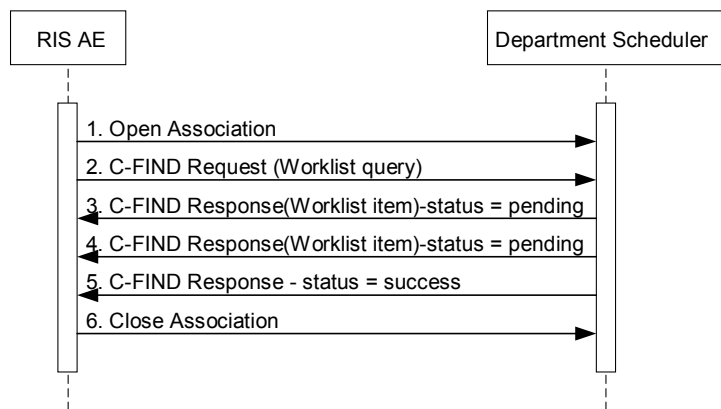 RIS AE
Department Scheduler
1. Open Association
2. C-FIND Request (Worklist query)
3. C-FIND Response(Worklist item)-status = pending
4. C-FIND Response(Worklist item)-status = pending
5. C-FIND Response - status = success
6. Close Association